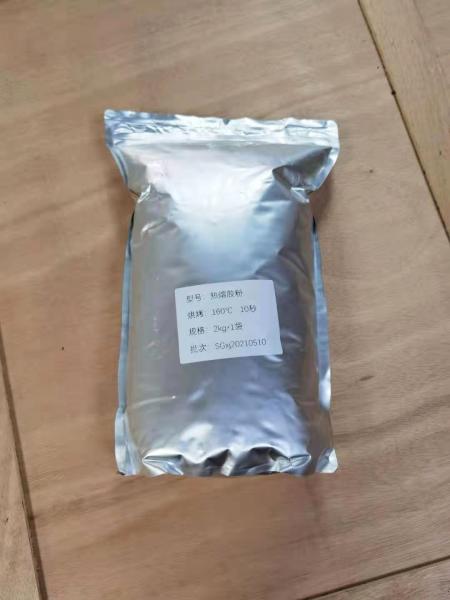 型号: 热熔胶粉
烘烤: 160℃ 10秒
规格: 2kg/1袋
批次: SGxj20210510